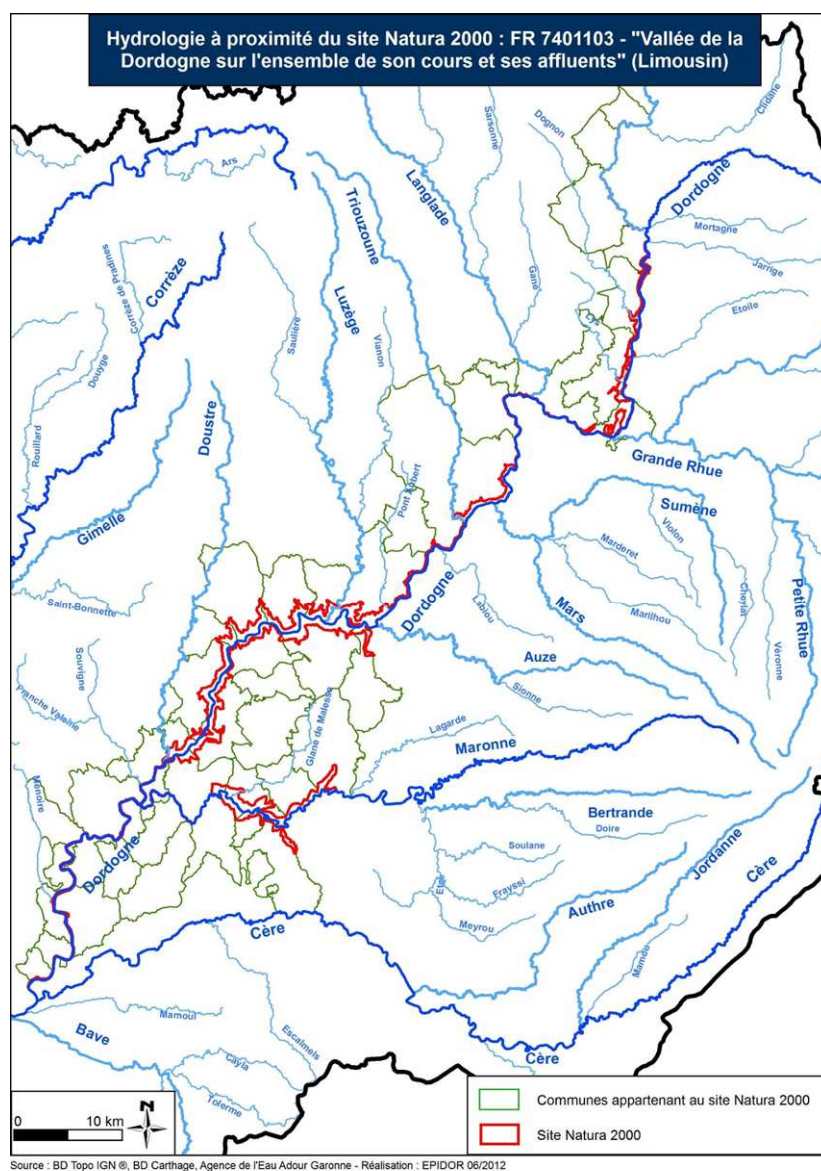 Hydrologie à proximité du site Natura 2000 : FR 7401103 - "Vallée de la
Dordogne sur l'ensemble de son cours et ses affluents" (Limousin)
Clidane
Sarsonne
Dognon
Ars
Langlade
Triouzoune
Dordogne
Mortagne
Corrèze de Pradines
Corrèze
Jarrige
Gane
Luzège
Saulière
Vianon
Etoile
Douyge
Rouillard
Doustre
Grande Rhue
Pont Aubert
Sumène
Gimelle
Violon
Marderet
Dordogne
Saint-Bonnette
Labiou
Mars
Marilhou
Cheylat
Petite Rhue
Souvigne
Auze
Véronne
Sionne
Franche Valeine
Glane de Malesse
Lagarde
Maronne
Menoire
Bertrande
Doire
Dordogne
Soulane
Jordanne
Etze
Frayssi
Cère
Authre
Meyrou
Cère
Mamou
Mamoul
Bave
Escalmels
Cayla
Cère
Tolerme
N
0 10 km
Communes appartenant au site Natura 2000
Site Natura 2000
Source : BD Topo IGN ®, BD Carthage, Agence de l'Eau Adour Garonne - Réalisation : EPIDOR 06/2012